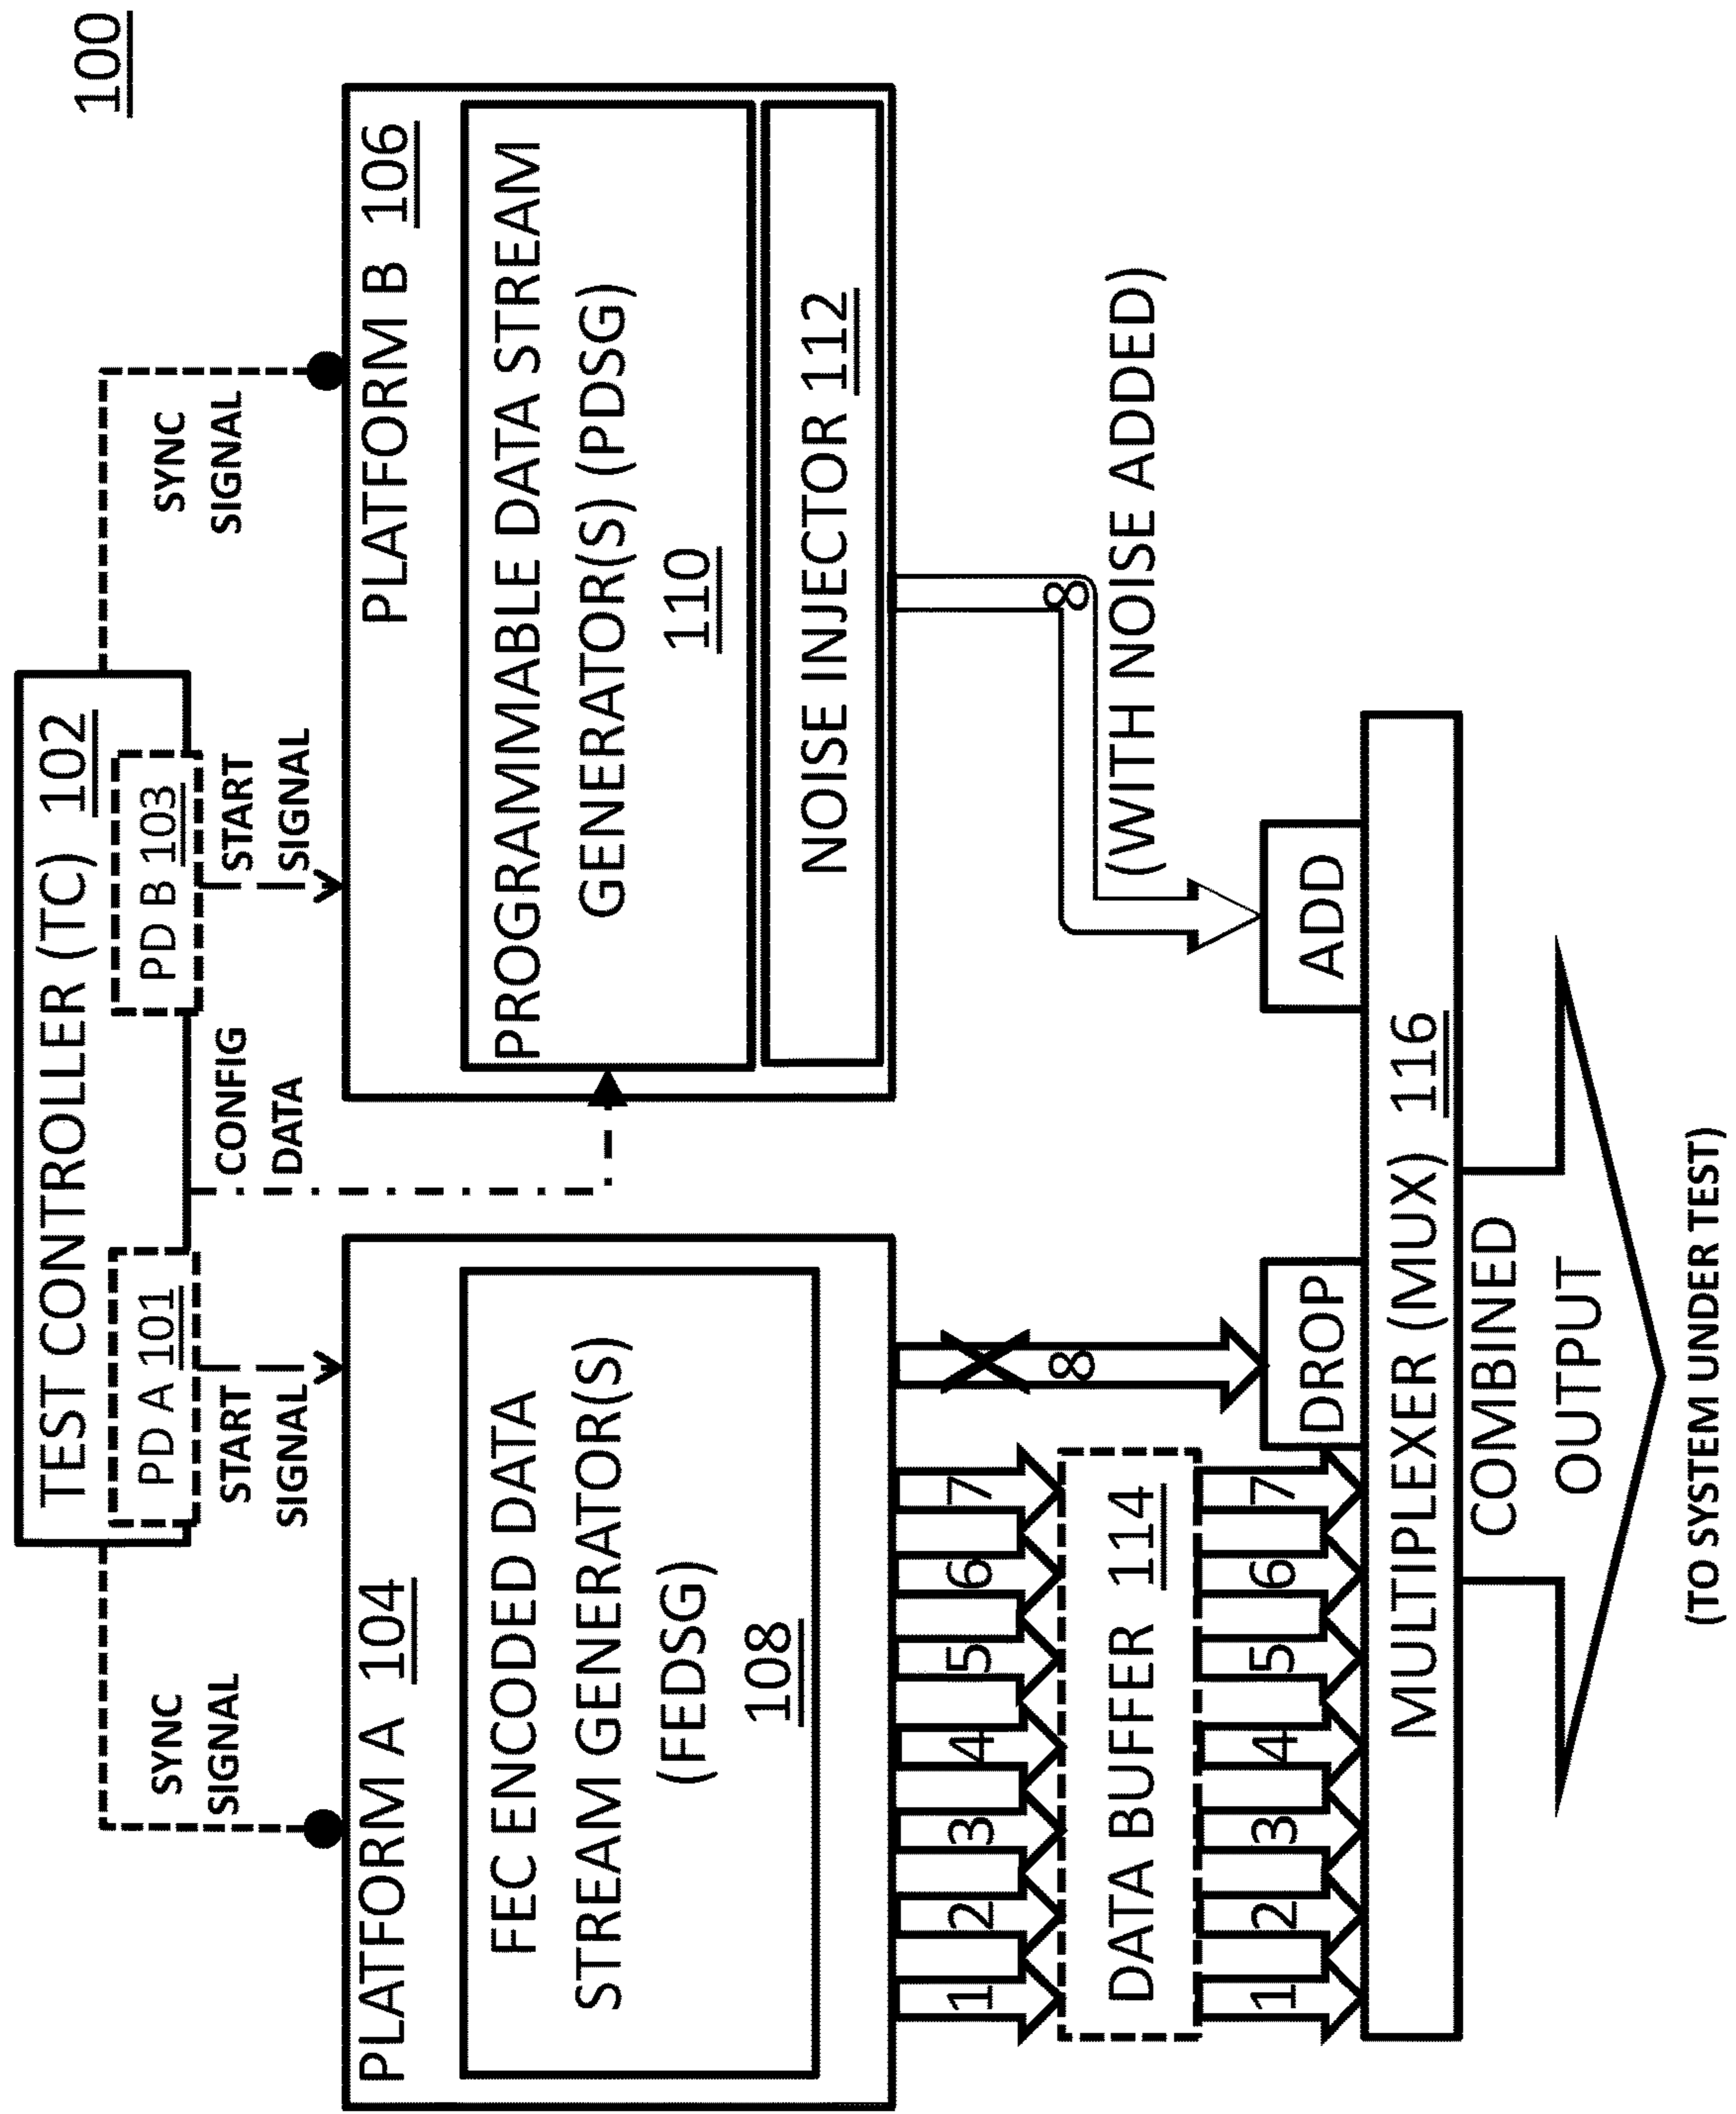 100
TEST CONTROLLER (TC) 102
PD A 101
PD B 103
SYNC
SIGNAL
START
SIGNAL
CONFIG
DATA
START
SIGNAL
SYNC
SIGNAL
PLATFORM A 104
FEC ENCODED DATA
STREAM GENERATOR(S)
(FEDSG)
108
PLATFORM B 106
PROGRAMMABLE DATA STREAM
GENERATOR(S) (PDSG)
110
NOISE INJECTOR 112
1 2 3 4 5 6 7 8
8
(WITH NOISE ADDED)
DATA BUFFER 114
1 2 3 4 5 6 7
DROP
ADD
MULTIPLEXER (MUX) 116
COMBINED
OUTPUT
(TO SYSTEM UNDER TEST)